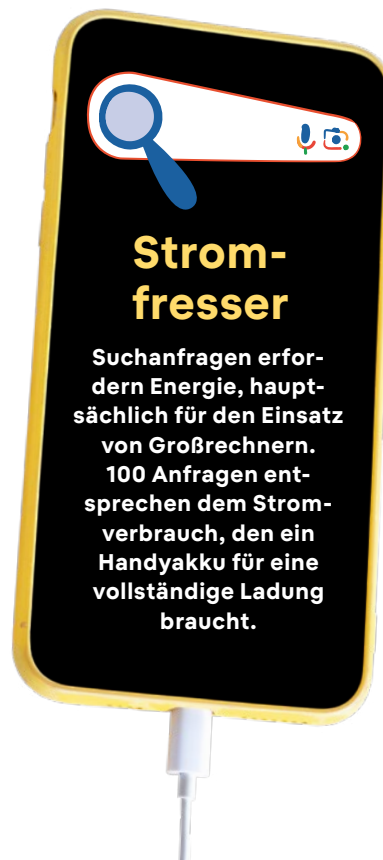 Strom-
fresser
Suchanfragen erfor-
dern Energie, haupt-
sächlich für den Einsatz
von Großrechnern.
100 Anfragen ent-
sprechen dem Strom-
verbrauch, den ein
Handyakku für eine
vollständige Ladung
braucht.